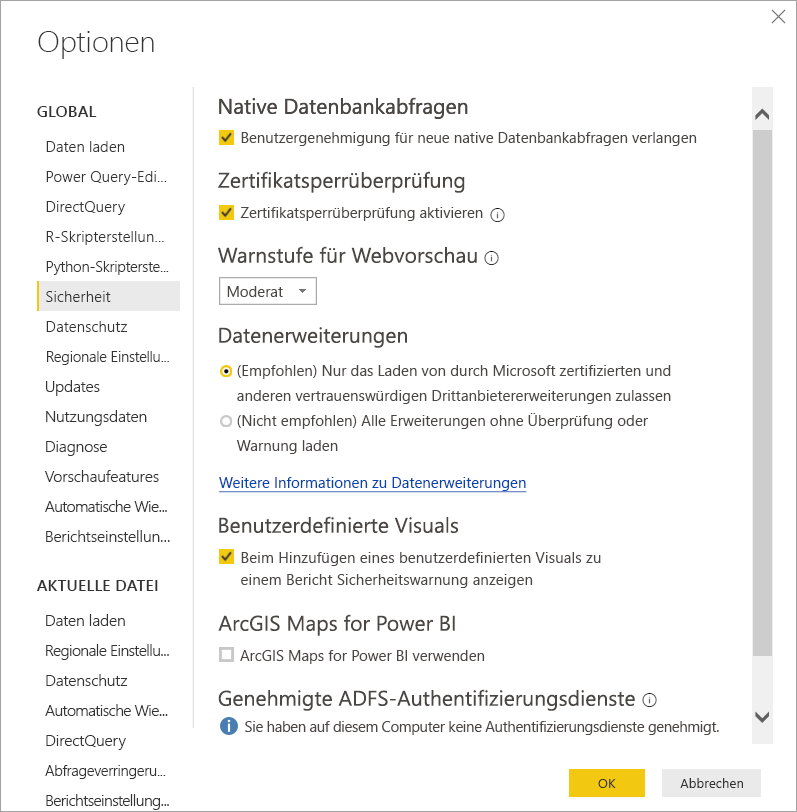 Optionen
GLOBAL
Daten laden
Power Query-Edi...
DirectQuery
R-Skripterstellun...
Python-Skripterste...
Sicherheit
Datenschutz
Regionale Einstellu...
Updates
Nutzungsdaten
Diagnose
Vorschaufeatures
Automatische Wie...
Berichtseinstellun...
AKTUELLE DATEI
Daten laden
Regionale Einstellu...
Datenschutz
Automatische Wie...
DirectQuery
Abfrageverringeru...
Berichtseinstellung...
Native Datenbankabfragen
Benutzergenehmigung für neue native Datenbankabfragen verlangen
Zertifikatsperrüberprüfung
Zertifikatsperrüberprüfung aktivieren
Warnstufe für Webvorschau
Moderat
Datenerweiterungen
(Empfohlen) Nur das Laden von durch Microsoft zertifizierten und
anderen vertrauenswürdigen Drittanbietererweiterungen zulassen
(Nicht empfohlen) Alle Erweiterungen ohne Überprüfung oder
Warnung laden
Weitere Informationen zu Datenerweiterungen
Benutzerdefinierte Visuals
Beim Hinzufügen eines benutzerdefinierten Visuals zu
einem Bericht Sicherheitswarnung anzeigen
ArcGIS Maps for Power BI
ArcGIS Maps for Power BI verwenden
Genehmigte ADFS-Authentifizierungsdienste
Sie haben auf diesem Computer keine Authentifizierungsdienste genehmigt.
OK
Abbrechen